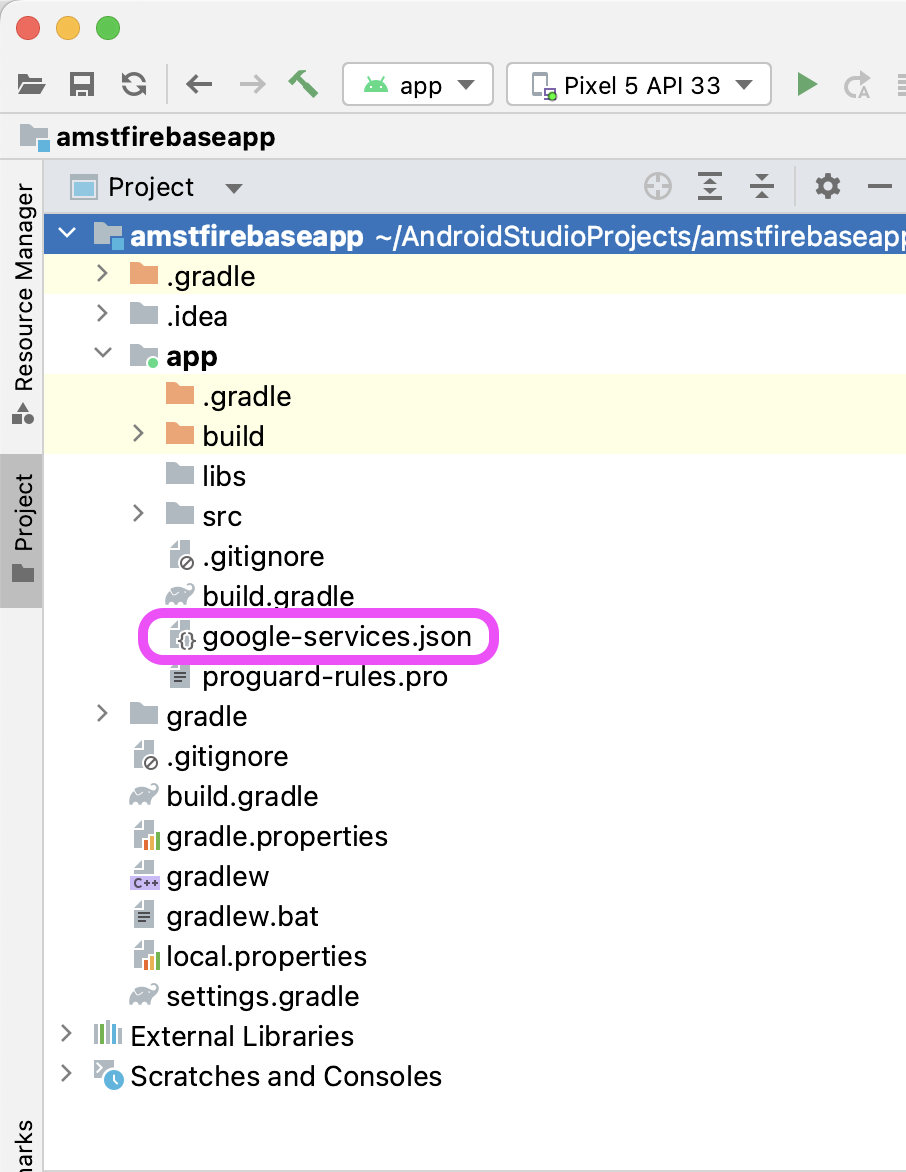 app
Pixel 5 API 33
amstfirebaseapp
Resource Manager
Project
Project
amstfirebaseapp ~/AndroidStudioProjects/amstfirebaseapp
.gradle
.idea
app
.gradle
build
libs
src
.gitignore
build.gradle
google-services.json
proguard-rules.pro
gradle
.gitignore
build.gradle
gradle.properties
C++ gradlew
gradlew.bat
local.properties
settings.gradle
External Libraries
Scratches and Consoles
arks